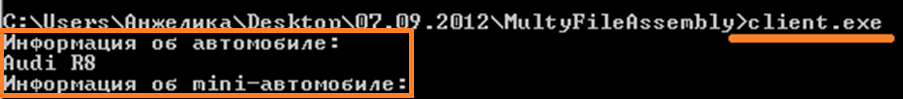 C:\Users\Анжелика\Desktop\07.09.2012\MultyFileAssembly>client.exe
Информация об автомобиле:
Audi R8
Информация об mini-автомобиле: